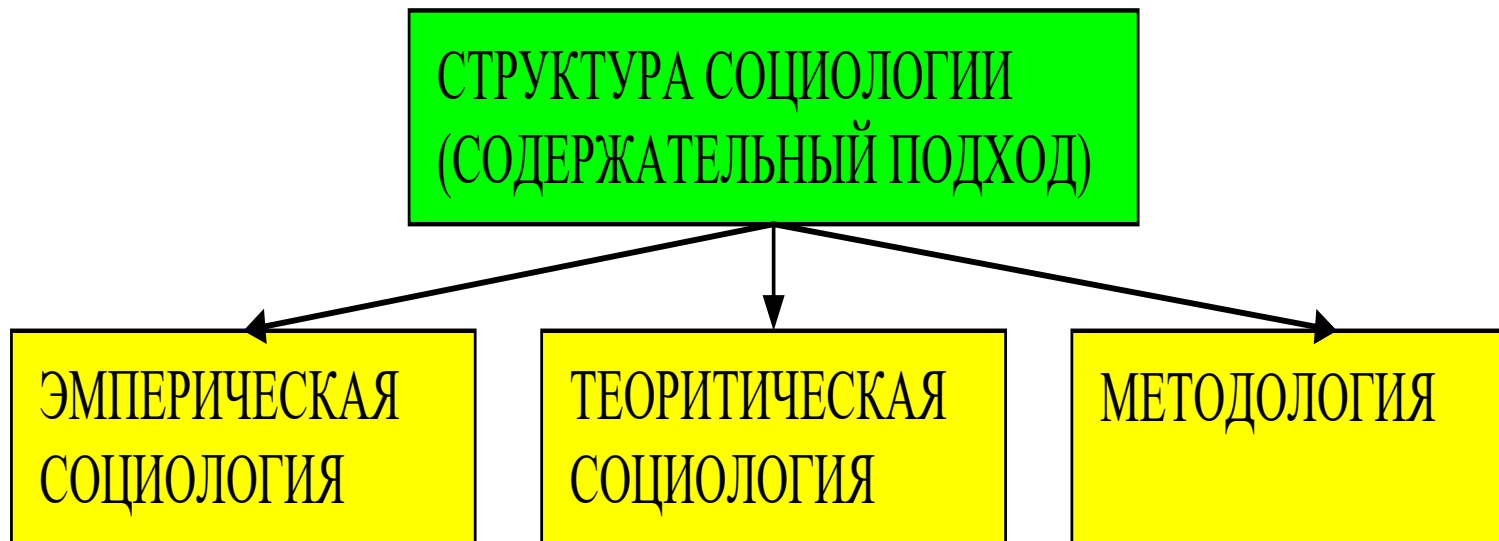 СТРУКТУРА СОЦИОЛОГИИ
(СОДЕРЖАТЕЛЬНЫЙ ПОДХОД)
ЭМПЕРИЧЕСКАЯ
СОЦИОЛОГИЯ
ТЕОРИТИЧЕСКАЯ
СОЦИОЛОГИЯ
МЕТОДОЛОГИЯ